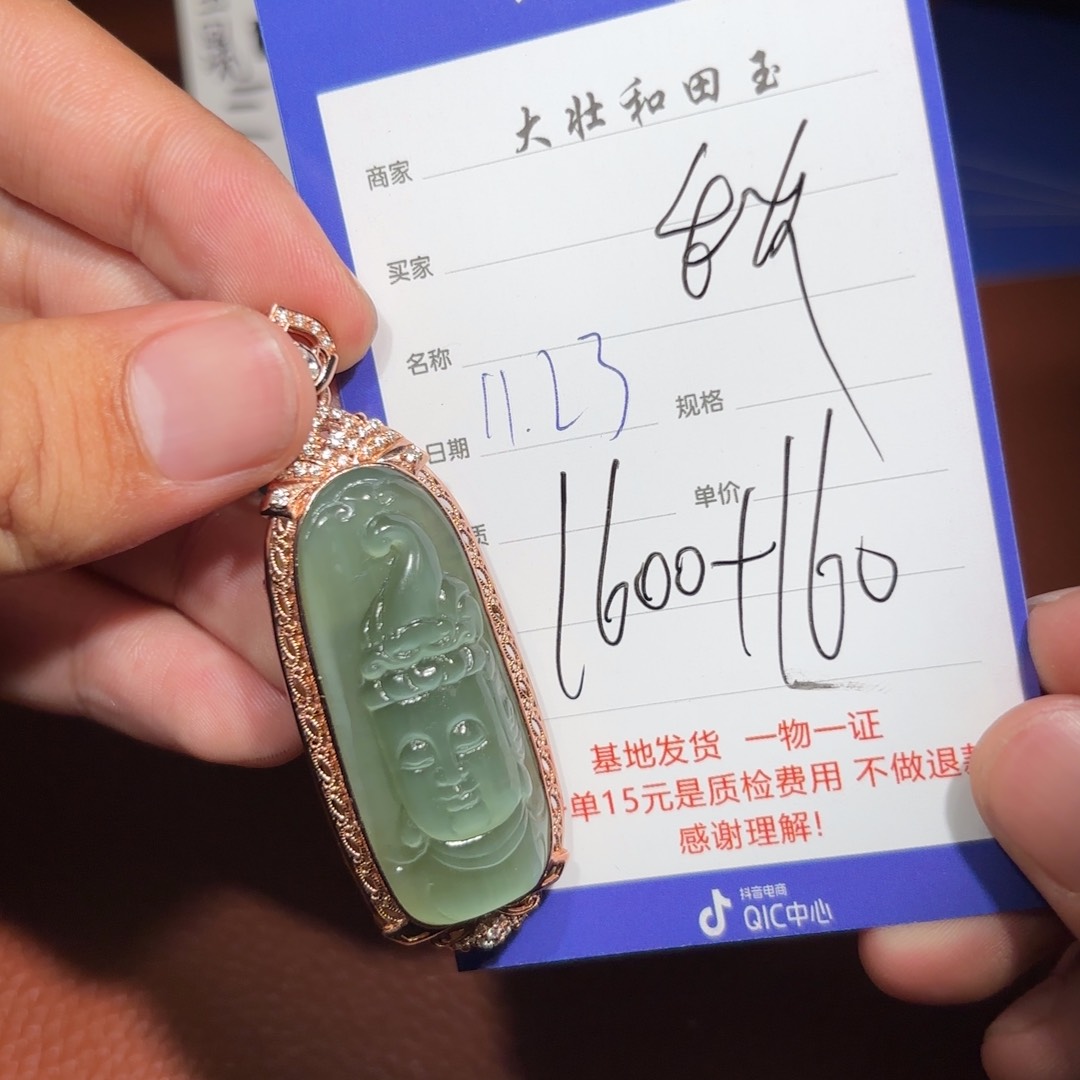 大壮和田玉
商家
买家
名称
日期 11.23 规格
质 单价
1600+160
基地发货 一物一证
单15元是质检费用 不做退款
感谢理解!
抖音电商
QIC中心